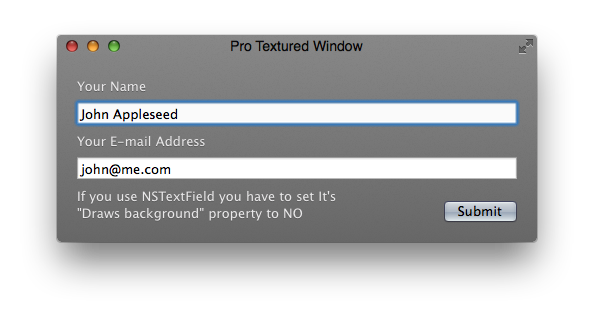 Pro Textured Window
Your Name
John Appleseed
Your E-mail Address
john@me.com
If you use NSTextField you have to set It's
"Draws background" property to NO
Submit